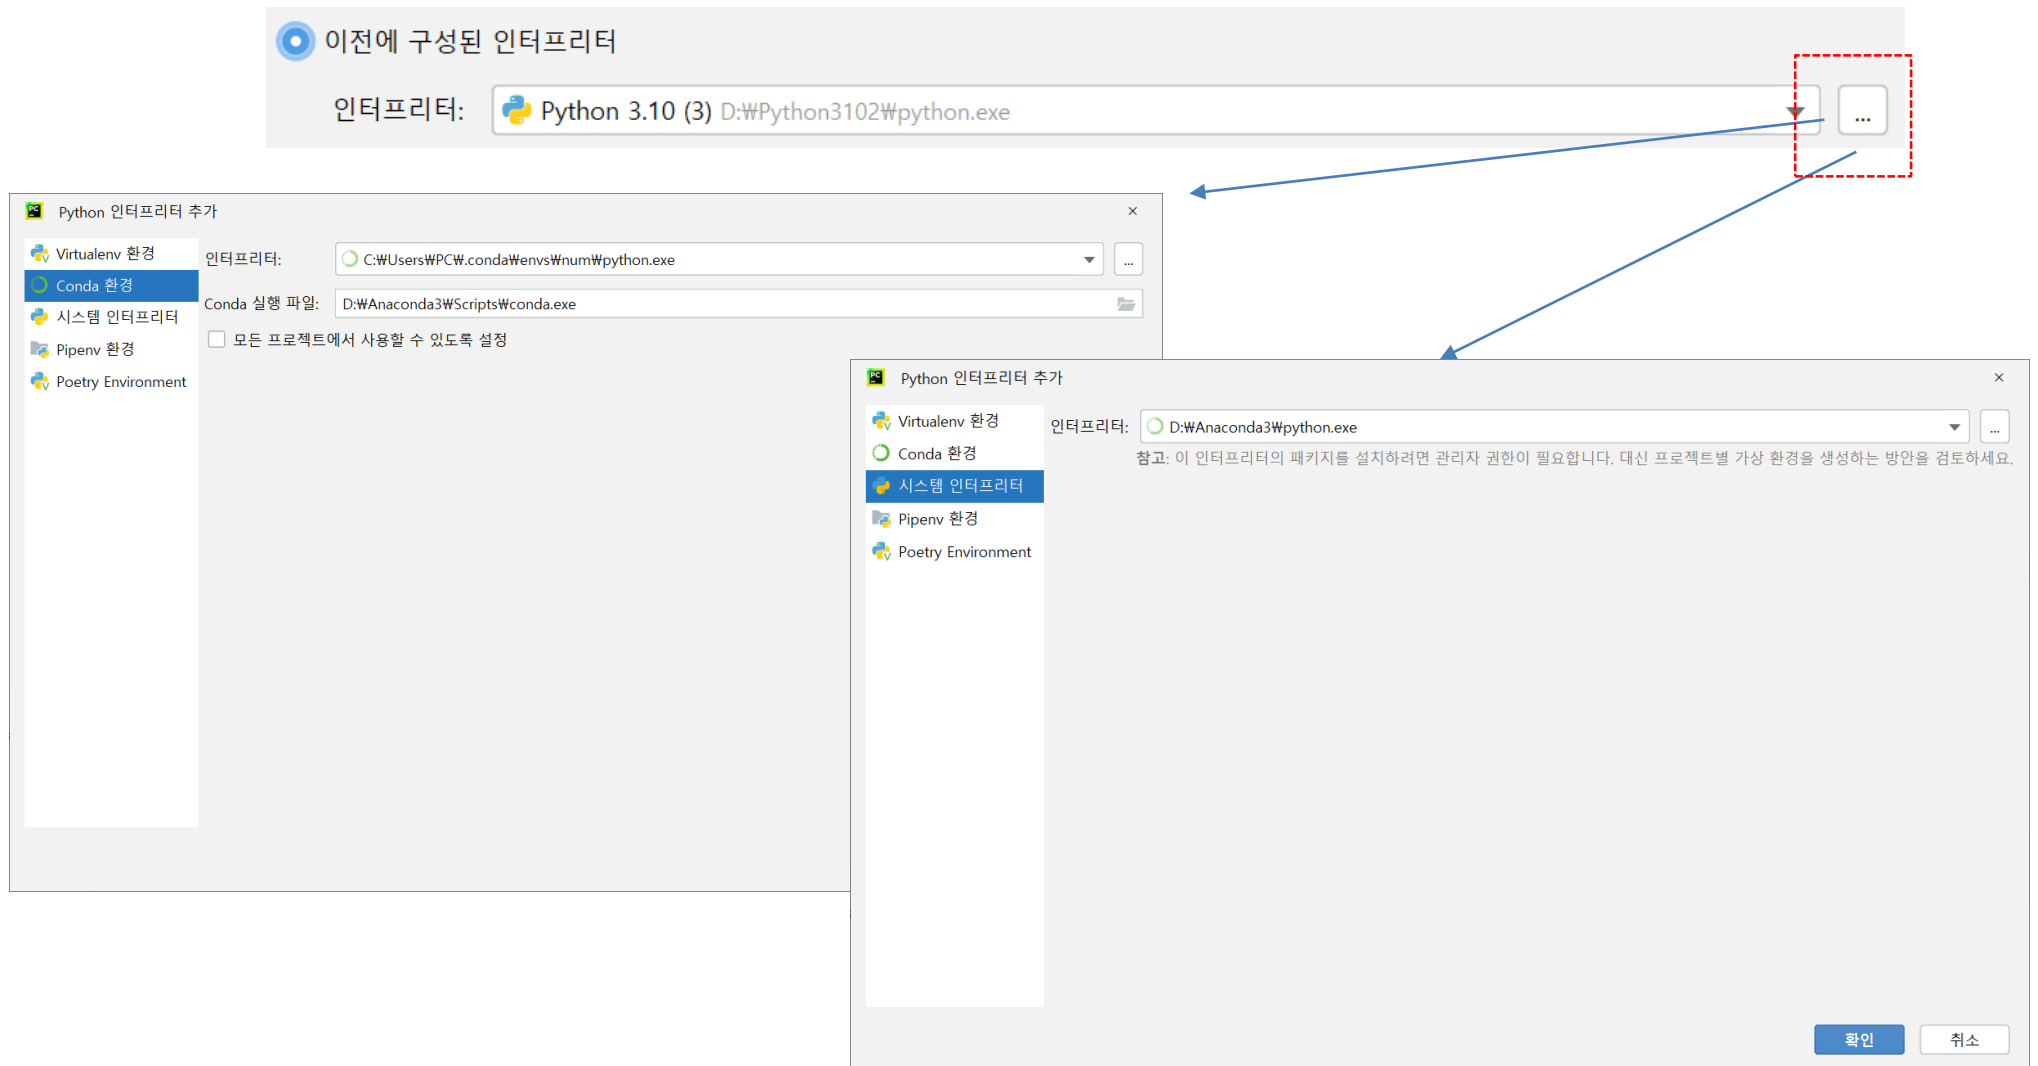 이전에 구성된 인터프리터
인터프리터: Python 3.10 (3) D:₩Python3102₩python.exe ...
Python 인터프리터 추가
Virtualenv 환경
Conda 환경
시스템 인터프리터
Pipenv 환경
Poetry Environment
인터프리터: C:₩Users₩PC₩.conda₩envs₩num₩python.exe ...
Conda 실행 파일: D:₩Anaconda3₩Scripts₩conda.exe
모든 프로젝트에서 사용할 수 있도록 설정
Python 인터프리터 추가
Virtualenv 환경
Conda 환경
시스템 인터프리터
Pipenv 환경
Poetry Environment
인터프리터: D:₩Anaconda3₩python.exe ...
참고: 이 인터프리터의 패키지를 설치하려면 관리자 권한이 필요합니다. 대신 프로젝트별 가상 환경을 생성하는 방안을 검토하세요.
확인 취소